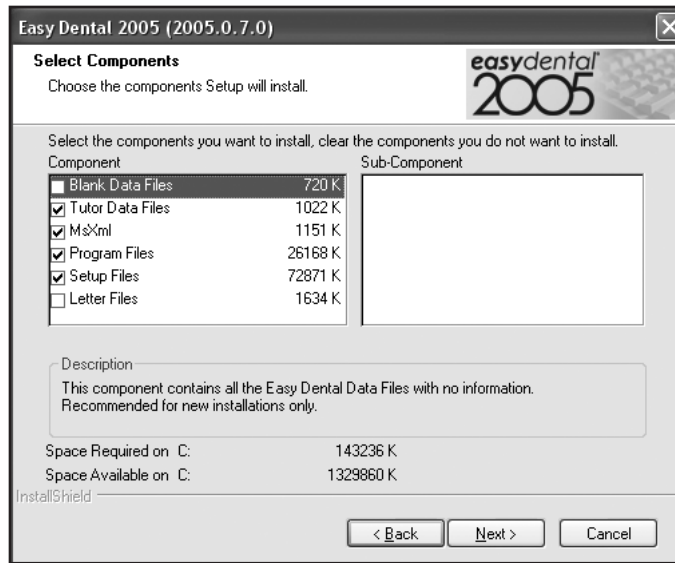 Easy Dental 2005 (2005.0.7.0)
Select Components
Choose the components Setup will install.
easydental
2005
Select the components you want to install, clear the components you do not want to install.
Component Sub-Component
Blank Data Files 720 K
Tutor Data Files 1022 K
MsXml 1151 K
Program Files 26168 K
Setup Files 72871 K
Letter Files 1634 K
Description
This component contains all the Easy Dental Data Files with no information.
Recommended for new installations only.
Space Required on C: 143236 K
Space Available on C: 1329860 K
InstallShield
< Back Next > Cancel